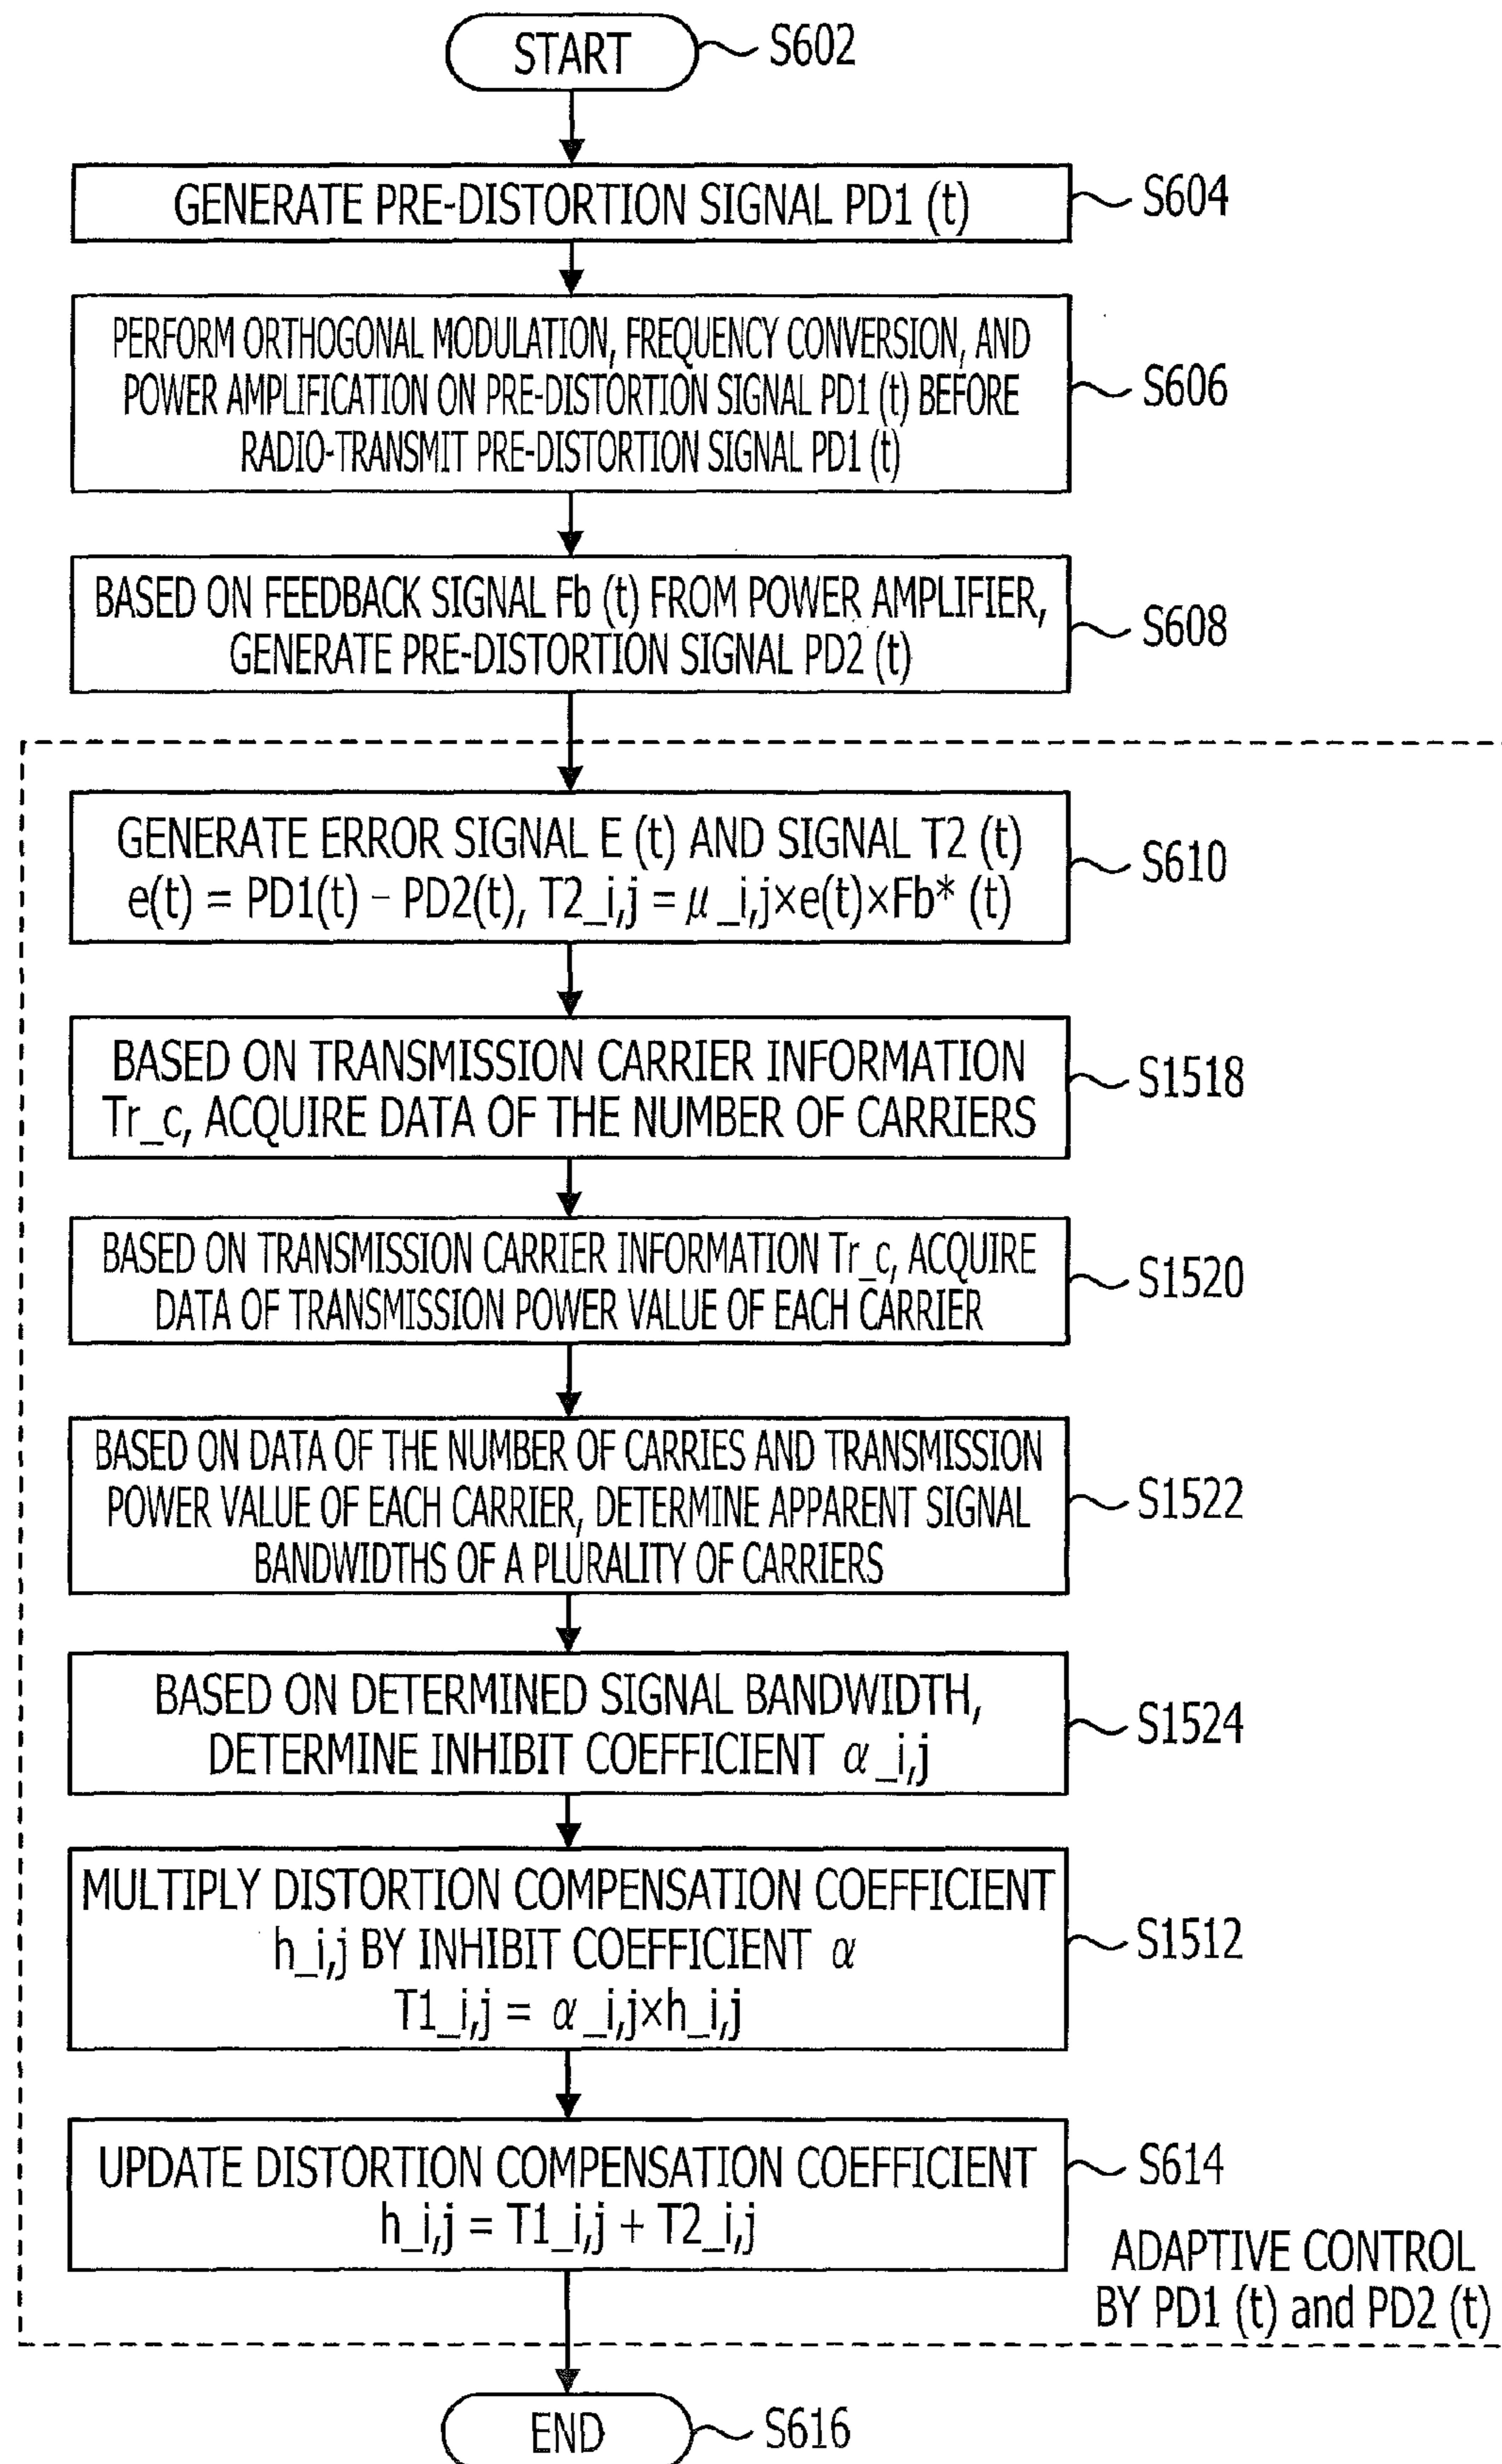 START
S602
GENERATE PRE-DISTORTION SIGNAL PD1 (t)
S604
PERFORM ORTHOGONAL MODULATION, FREQUENCY CONVERSION, AND
POWER AMPLIFICATION ON PRE-DISTORTION SIGNAL PD1 (t) BEFORE
RADIO-TRANSMIT PRE-DISTORTION SIGNAL PD1 (t)
S606
BASED ON FEEDBACK SIGNAL Fb (t) FROM POWER AMPLIFIER,
GENERATE PRE-DISTORTION SIGNAL PD2 (t)
S608
GENERATE ERROR SIGNAL E (t) AND SIGNAL T2 (t)
e(t) = PD1(t) − PD2(t), T2_i,j = μ_i,j×e(t)×Fb* (t)
S610
BASED ON TRANSMISSION CARRIER INFORMATION
Tr_c, ACQUIRE DATA OF THE NUMBER OF CARRIERS
S1518
BASED ON TRANSMISSION CARRIER INFORMATION Tr_c, ACQUIRE
DATA OF TRANSMISSION POWER VALUE OF EACH CARRIER
S1520
BASED ON DATA OF THE NUMBER OF CARRIES AND TRANSMISSION
POWER VALUE OF EACH CARRIER, DETERMINE APPARENT SIGNAL
BANDWIDTHS OF A PLURALITY OF CARRIERS
S1522
BASED ON DETERMINED SIGNAL BANDWIDTH,
DETERMINE INHIBIT COEFFICIENT α_i,j
S1524
MULTIPLY DISTORTION COMPENSATION COEFFICIENT
h_i,j BY INHIBIT COEFFICIENT α
T1_i,j = α_i,j×h_i,j
S1512
UPDATE DISTORTION COMPENSATION COEFFICIENT
h_i,j = T1_i,j + T2_i,j
S614
ADAPTIVE CONTROL
BY PD1 (t) and PD2 (t)
END
S616